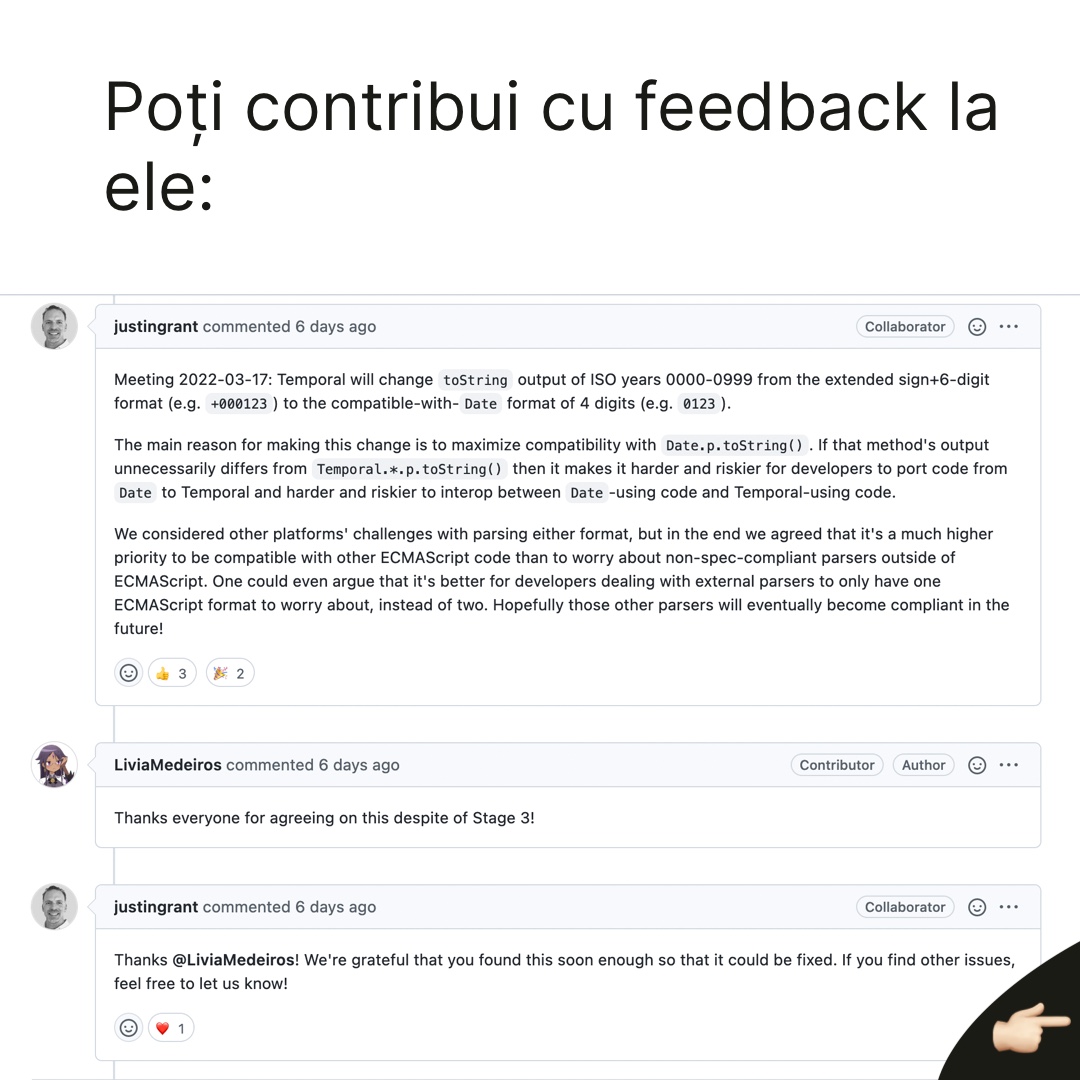 Poți contribui cu feedback la
ele:
justingrant commented 6 days ago
Collaborator
Meeting 2022-03-17: Temporal will change toString output of ISO years 0000-0999 from the extended sign+6-digit
format (e.g. +000123 ) to the compatible-with- Date format of 4 digits (e.g. 0123 ).
The main reason for making this change is to maximize compatibility with Date.p.toString() . If that method's output
unnecessarily differs from Temporal.*.p.toString() then it makes it harder and riskier for developers to port code from
Date to Temporal and harder and riskier to interop between Date -using code and Temporal-using code.
We considered other platforms' challenges with parsing either format, but in the end we agreed that it's a much higher
priority to be compatible with other ECMAScript code than to worry about non-spec-compliant parsers outside of
ECMAScript. One could even argue that it's better for developers dealing with external parsers to only have one
ECMAScript format to worry about, instead of two. Hopefully those other parsers will eventually become compliant in the
future!
👍 3 🎉 2
LiviaMedeiros commented 6 days ago
Contributor Author
Thanks everyone for agreeing on this despite of Stage 3!
justingrant commented 6 days ago
Collaborator
Thanks @LiviaMedeiros! We're grateful that you found this soon enough so that it could be fixed. If you find other issues,
feel free to let us know!
❤️ 1